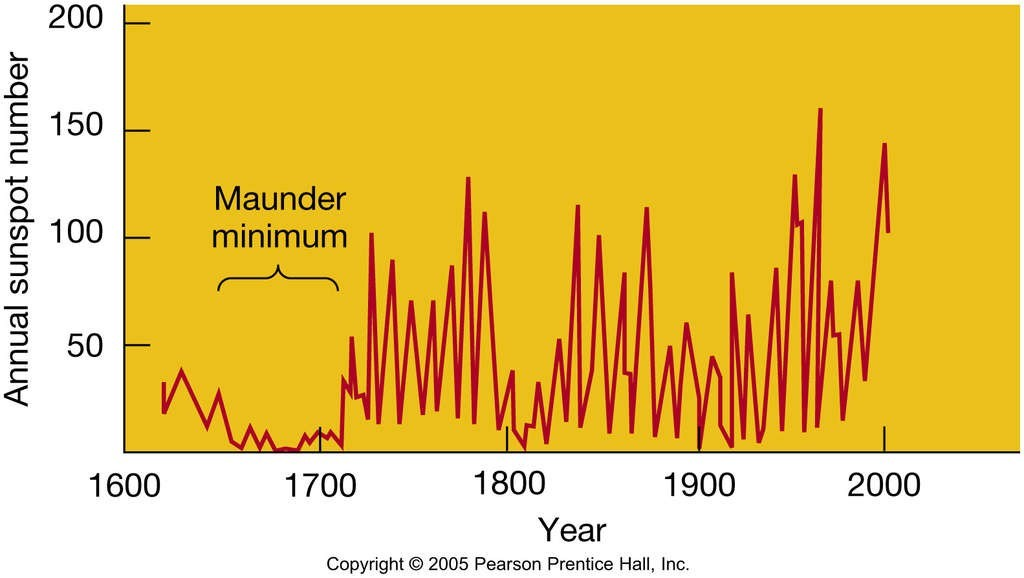 200
150
100
50
Annual sunspot number
Maunder
minimum
1600 1700 1800 1900 2000
Year
Copyright © 2005 Pearson Prentice Hall, Inc.